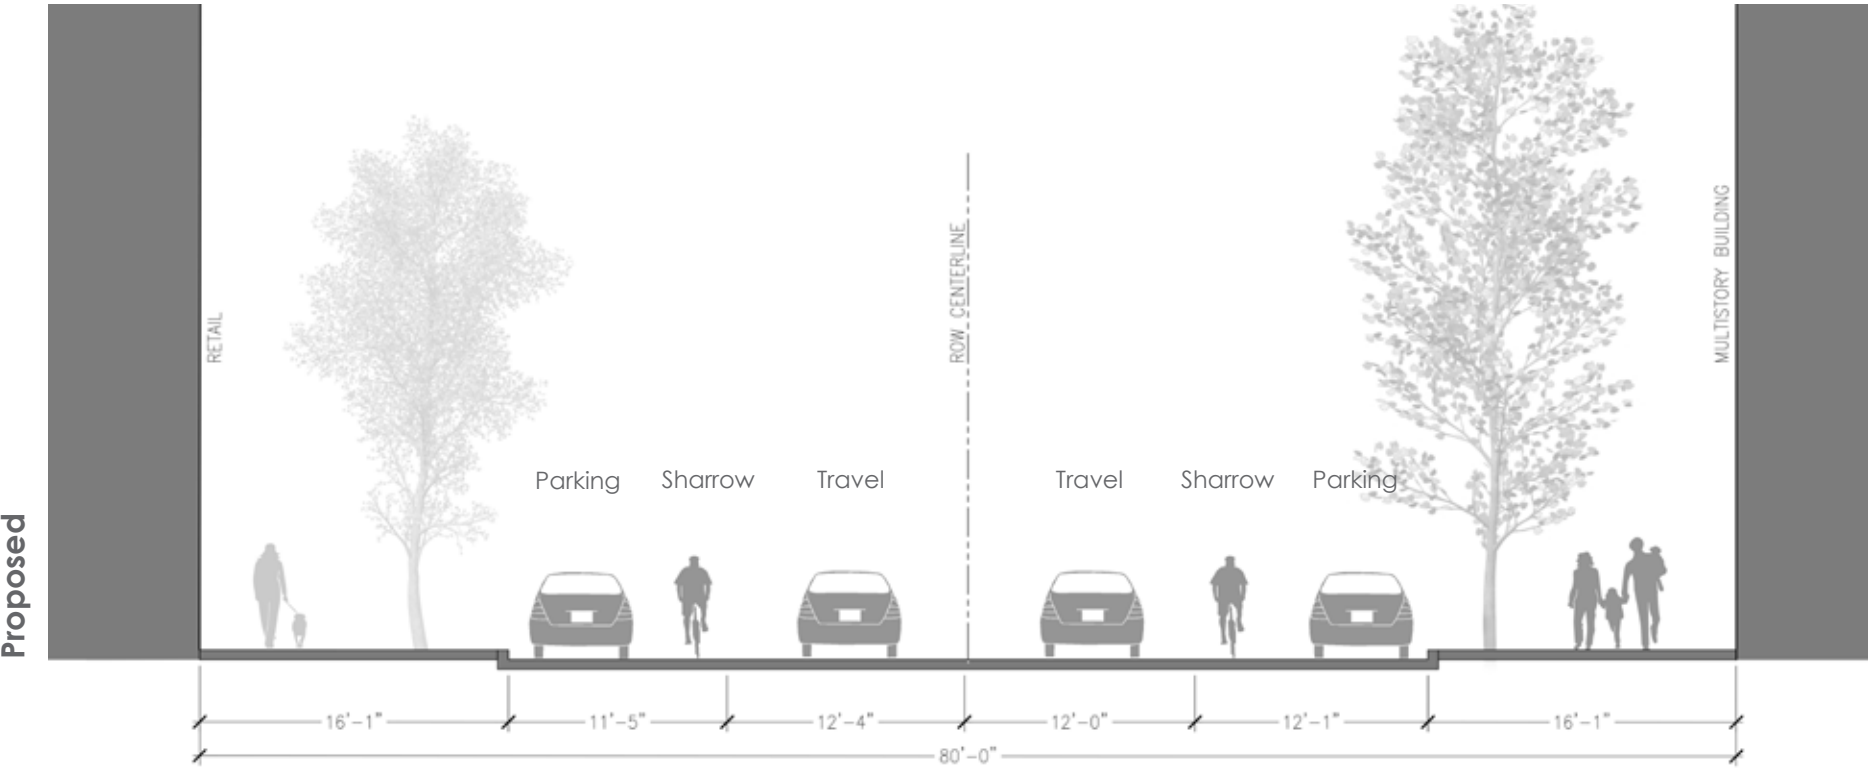 Proposed
RETAIL
ROW CENTERLINE
MULTISTORY BUILDING
Parking Sharrow Travel Travel Sharrow Parking
16'-1" 11'-5" 12'-4" 12'-0" 12'-1" 16'-1"
80'-0"